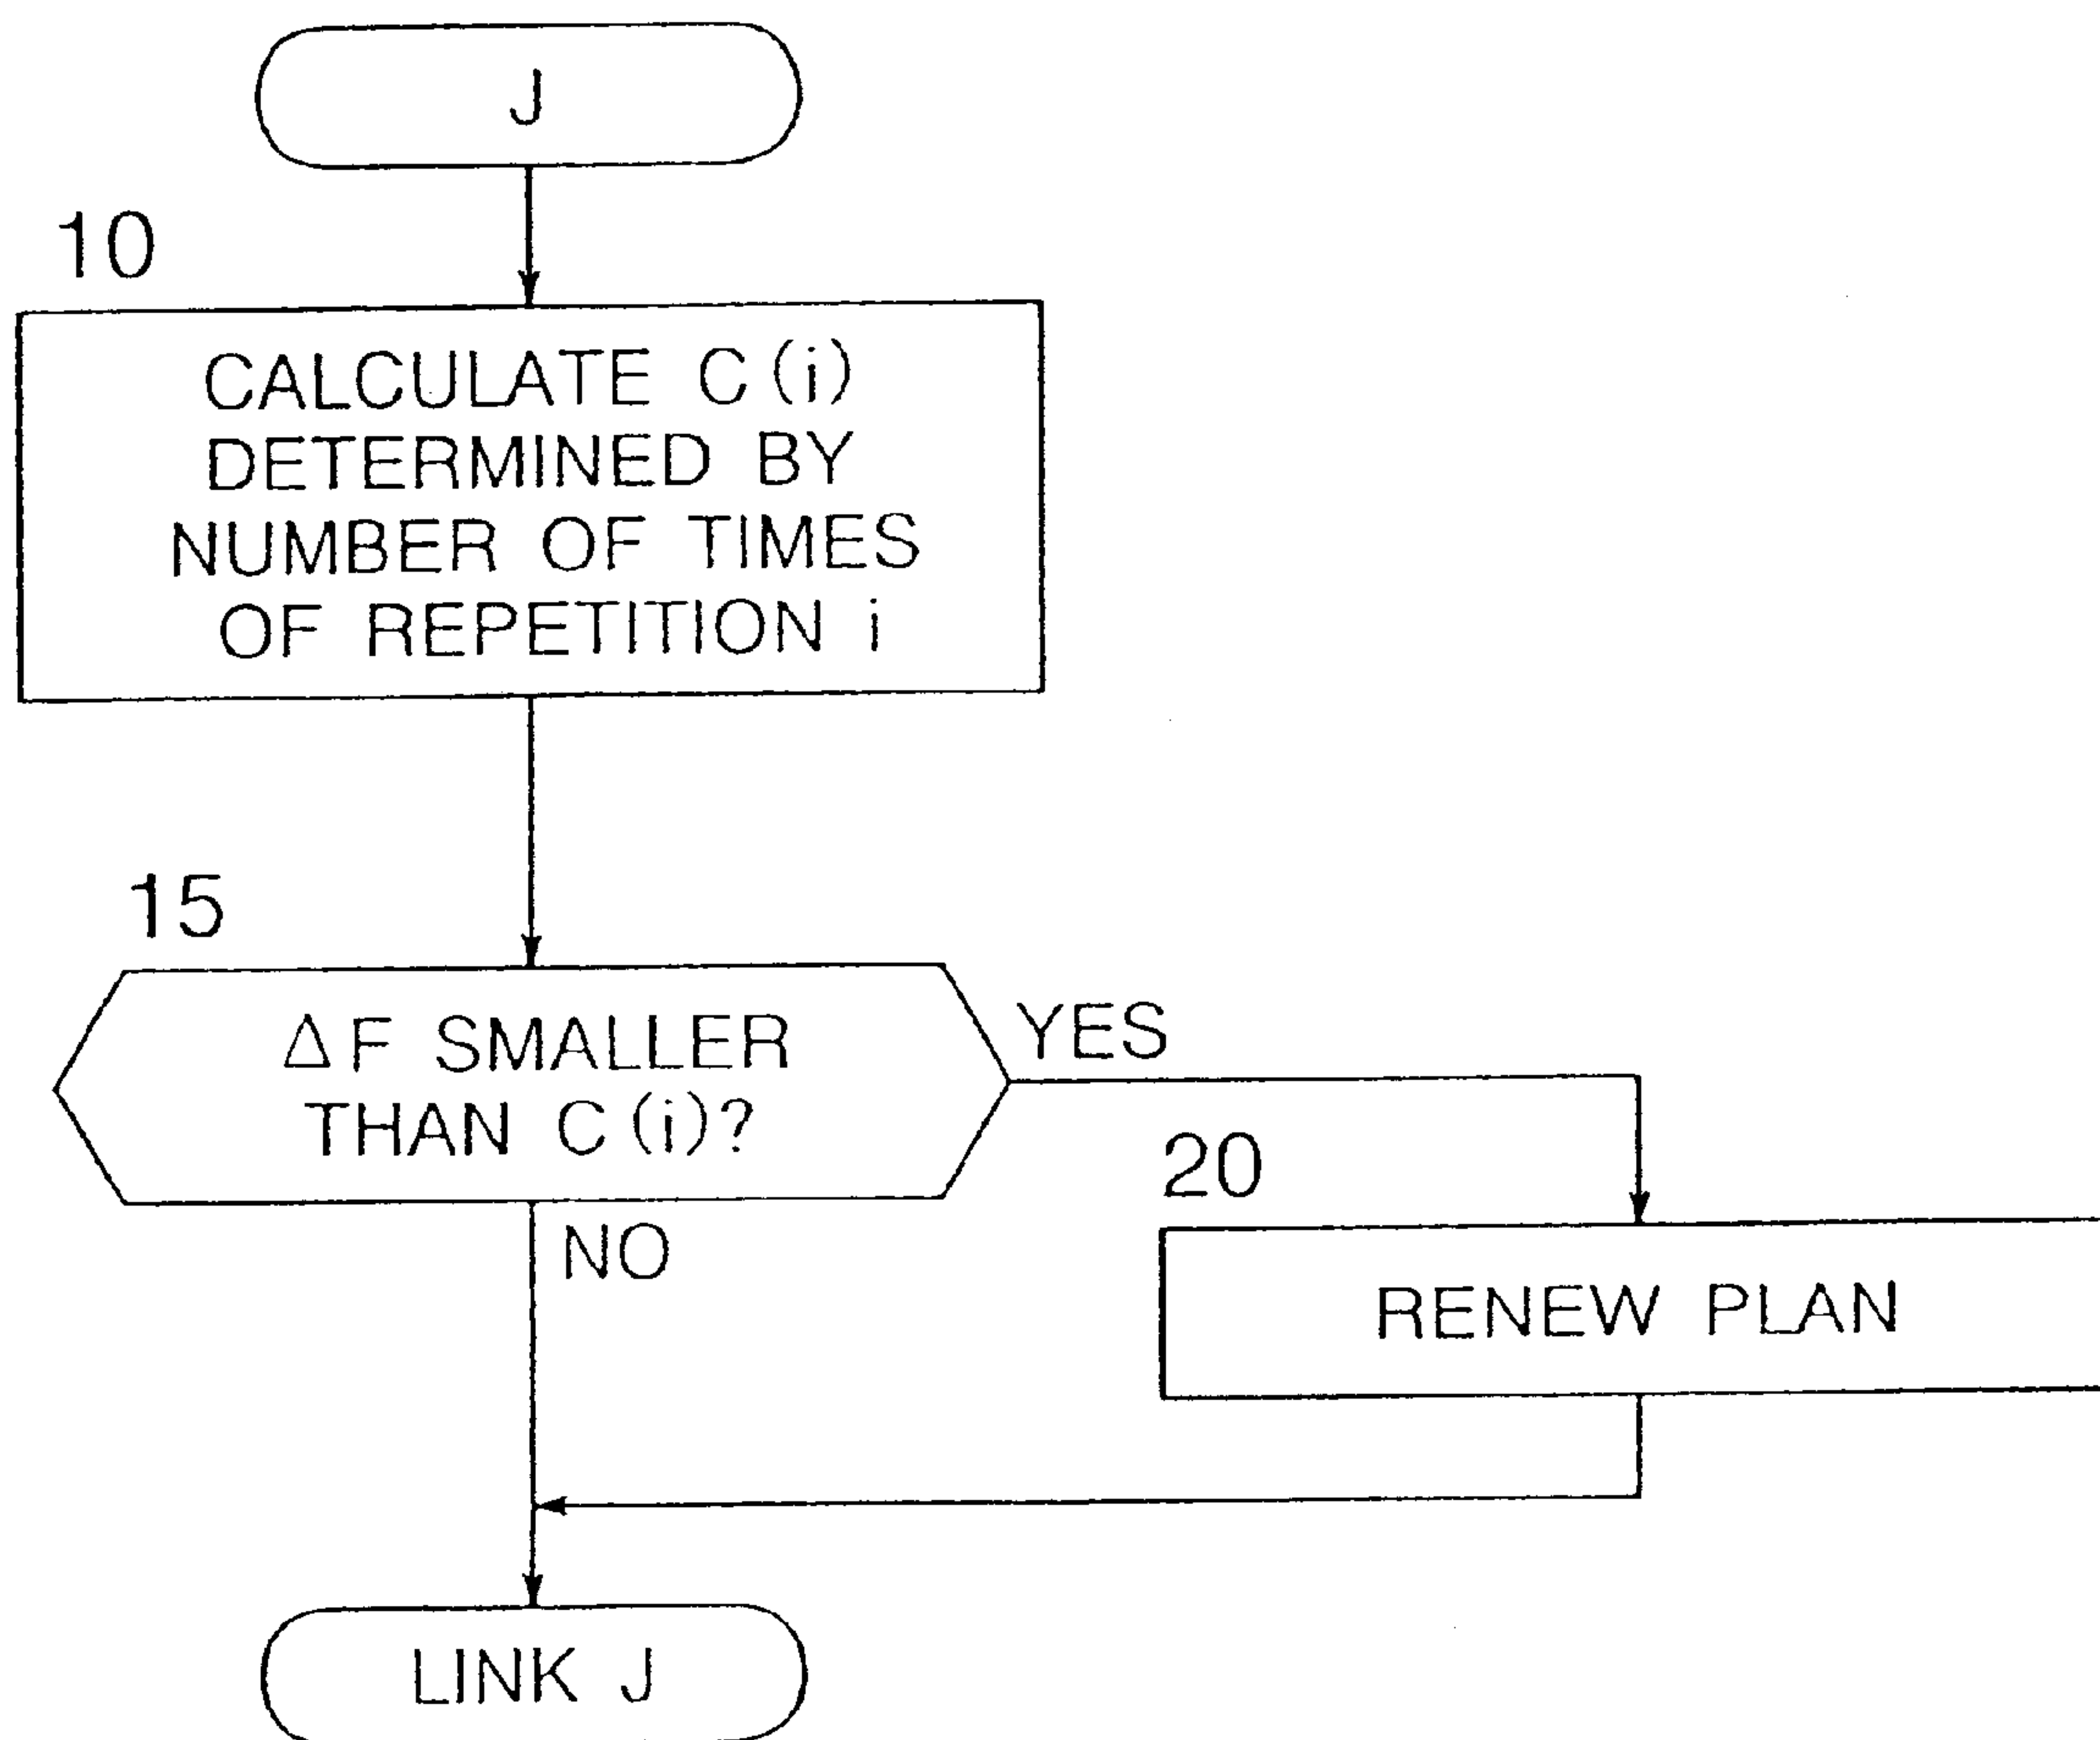 J
10
CALCULATE C(i)
DETERMINED BY
NUMBER OF TIMES
OF REPETITION i
15
ΔF SMALLER
THAN C(i)?
YES
20
NO
RENEW PLAN
LINK J